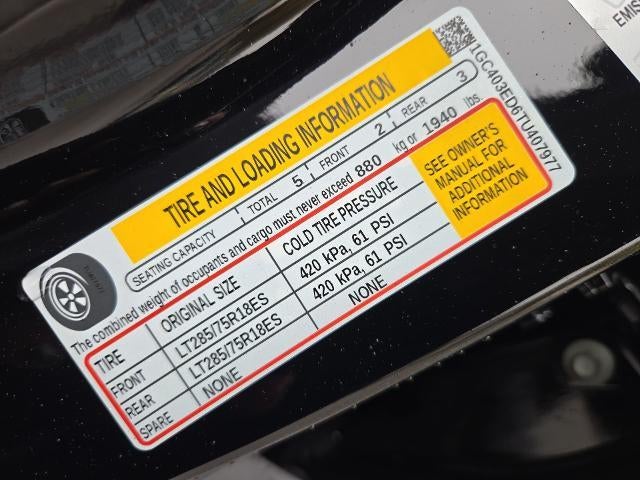 EMIS
1GC403ED6TU407977
TIRE AND LOADING INFORMATION
SEATING CAPACITY TOTAL 5 FRONT 2 REAR 3
The combined weight of occupants and cargo must never exceed 880 kg or 1940 lbs
TIRE ORIGINAL SIZE COLD TIRE PRESSURE
FRONT LT285/75R18ES 420 kPa, 61 PSI
REAR LT285/75R18ES 420 kPa, 61 PSI
SPARE NONE NONE
SEE OWNER'S
MANUAL FOR
ADDITIONAL
INFORMATION